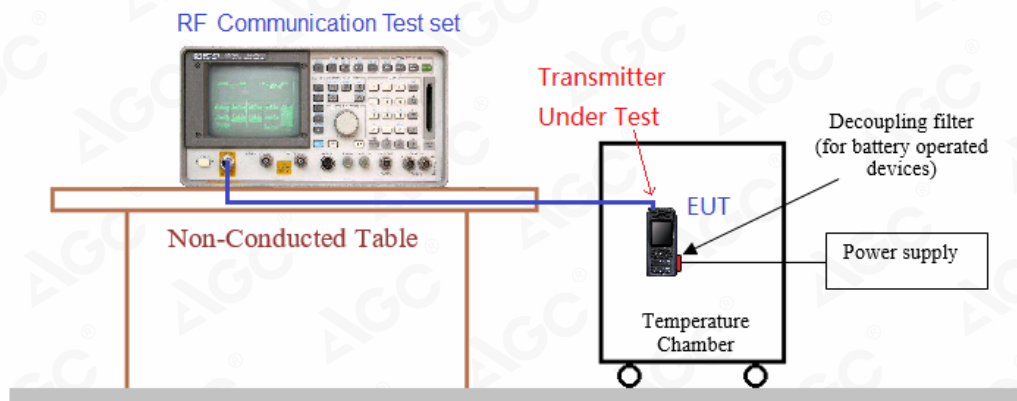 RF Communication Test set
Transmitter
Under Test
Decoupling filter
(for battery operated
devices)
EUT
Non-Conducted Table
Power supply
Temperature
Chamber
AGC